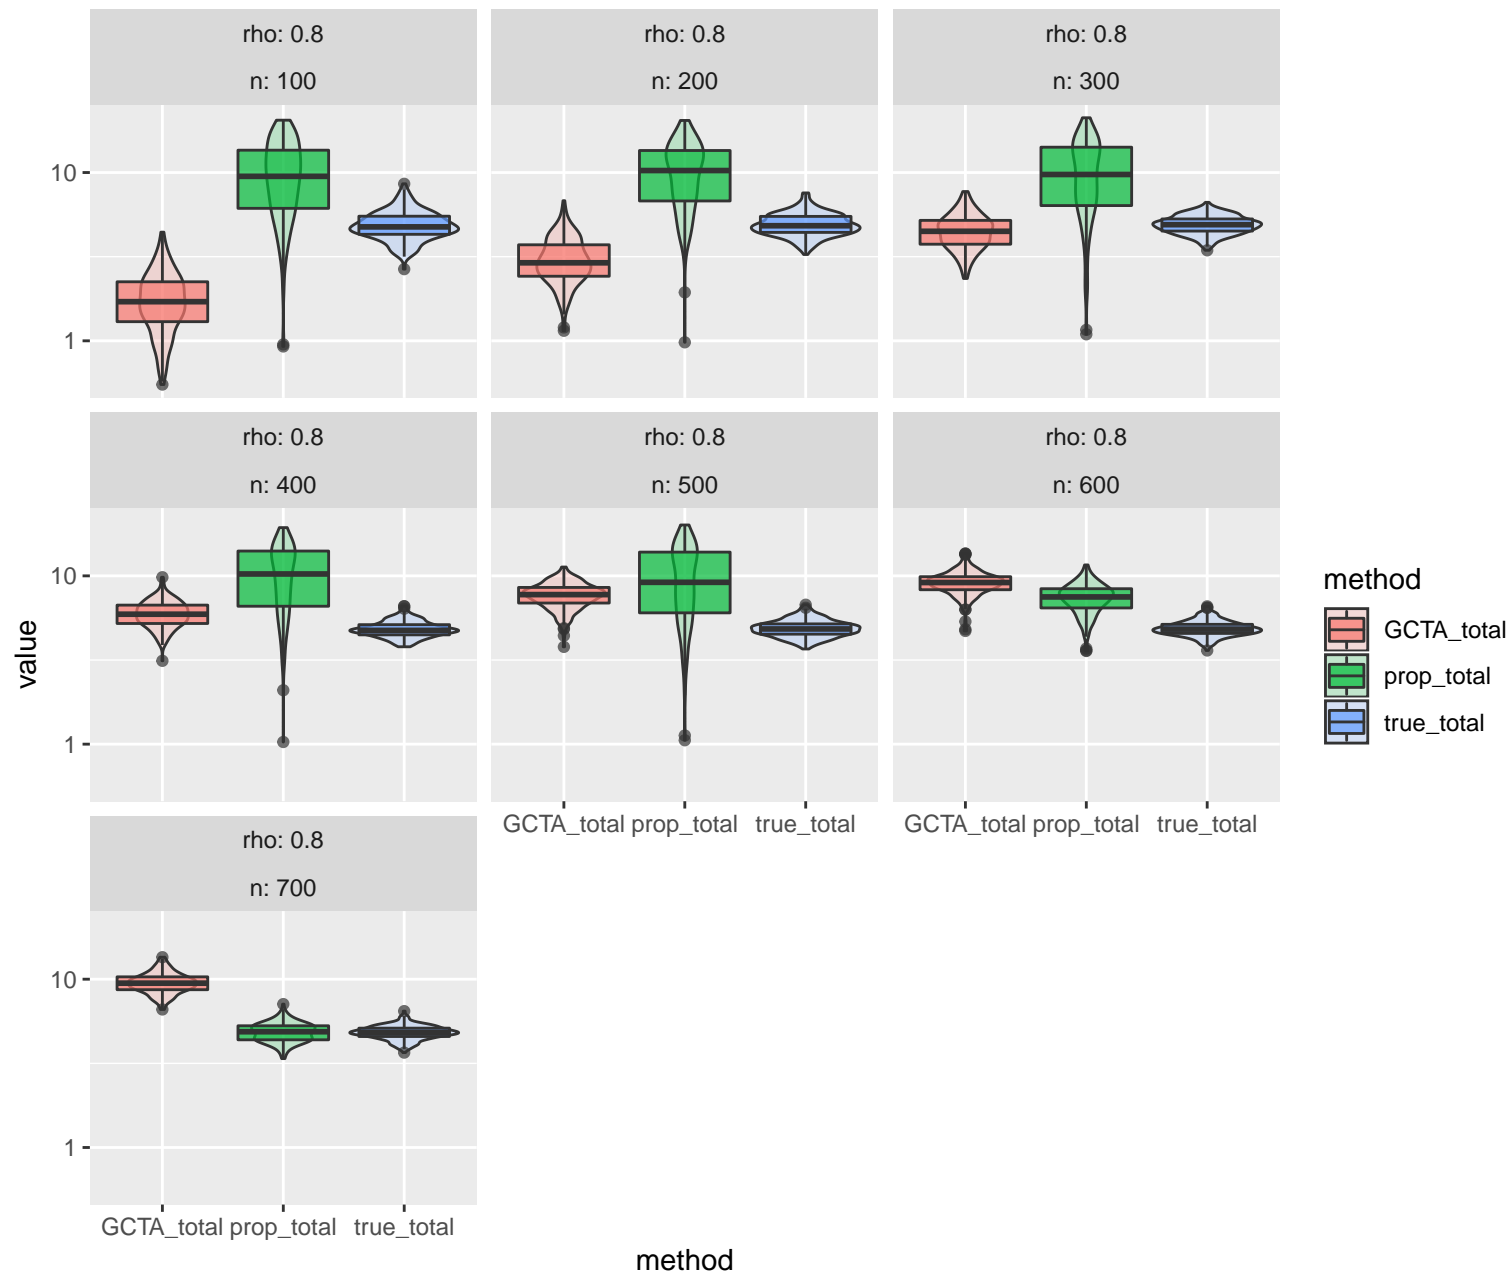 rho: 0.8
rho: 0.8
rho: 0.8
n: 100
n: 200
n: 300
10
1
rho: 0.8
rho: 0.8
rho: 0.8
n: 400
n: 500
n: 600
10
1
GCTA_total prop_total true_total
GCTA_total prop_total true_total
rho: 0.8
n: 700
10
1
GCTA_total prop_total true_total
value
method
method
GCTA_total
prop_total
true_total